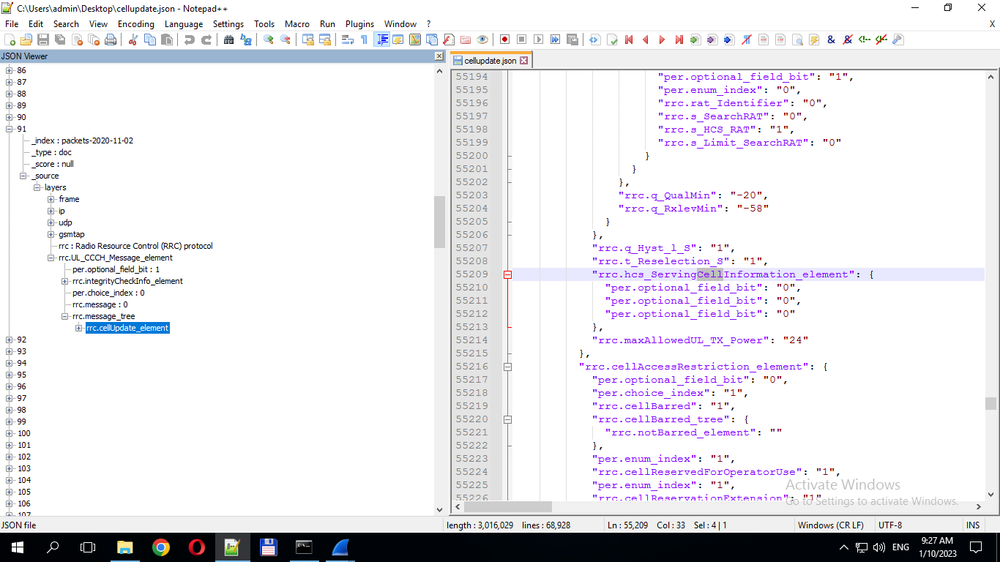 C:\Users\admin\Desktop\cellupdate.json - Notepad++
File Edit Search View Encoding Language Settings Tools Macro Run Plugins Window ? X
JSON Viewer
86
87
88
89
90
91
_index : packets-2020-11-02
_type : doc
_score : null
_source
layers
frame
ip
udp
gsmtap
rrc : Radio Resource Control (RRC) protocol
rrc.UL_CCCH_Message_element
per.optional_field_bit : 1
rrc.integrityCheckInfo_element
per.choice_index : 0
rrc.message : 0
rrc.message_tree
rrc.cellUpdate_element
92
93
94
95
96
97
98
99
100
101
102
103
104
105
106
107
cellupdate.json
55194 "per.optional_field_bit": "1",
55195 "per.enum_index": "0",
55196 "rrc.rat_Identifier": "0",
55197 "rrc.s_SearchRAT": "0",
55198 "rrc.s_HCS_RAT": "1",
55199 "rrc.s_Limit_SearchRAT": "0"
55200 }
55201 }
55202 },
55203 "rrc.q_QualMin": "-20",
55204 "rrc.q_RxlevMin": "-58"
55205 }
55206 },
55207 "rrc.q_Hyst_l_S": "1",
55208 "rrc.t_Reselection_S": "1",
55209 "rrc.hcs_ServingCellInformation_element": {
55210 "per.optional_field_bit": "0",
55211 "per.optional_field_bit": "0",
55212 "per.optional_field_bit": "0"
55213 },
55214 "rrc.maxAllowedUL_TX_Power": "24"
55215 },
55216 "rrc.cellAccessRestriction_element": {
55217 "per.optional_field_bit": "0",
55218 "per.choice_index": "1",
55219 "rrc.cellBarred": "1",
55220 "rrc.cellBarred_tree": {
55221 "rrc.notBarred_element": ""
55222 },
55223 "per.enum_index": "1",
55224 "rrc.cellReservedForOperatorUse": "1",
55225 "per.enum_index": "1",
55226 "rrc.cellReservationExtension": "1"
Activate Windows
Go to Settings to activate Windows.
JSON file length : 3,016,029 lines : 68,928 Ln : 55,209 Col : 33 Sel : 4 | 1 Windows (CR LF) UTF-8 INS
ENG
9:27 AM
1/10/2023